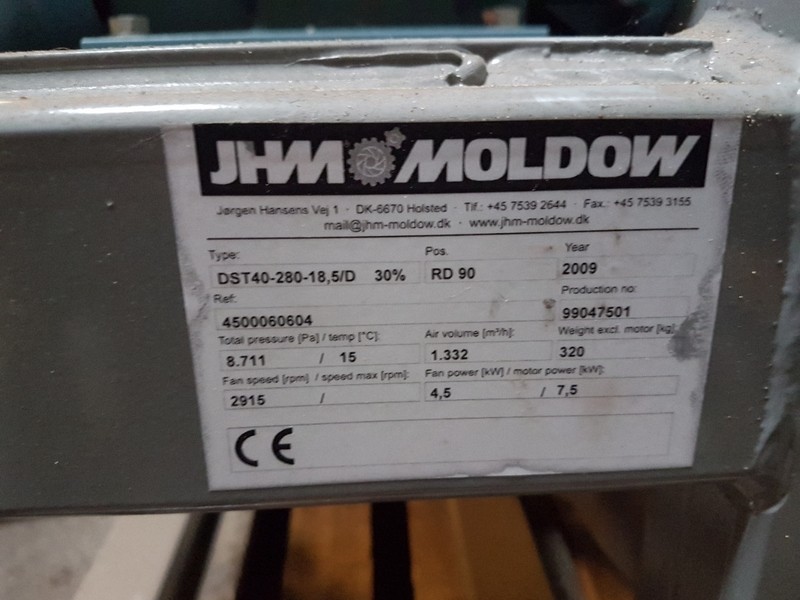 JHM MOLDOW
Jørgen Hansens Vej 1 · DK-6670 Holsted · Tlf.: +45 7539 2644 · Fax.: +45 7539 3155
mail@jhm-moldow.dk · www.jhm-moldow.dk
Type: Pos. Year
DST40-280-18,5/D 30% RD 90 2009
Ref: Production no:
4500060604 99047501
Total pressure [Pa] / temp [°C]: Air volume [m³/h]: Weight excl. motor [kg]:
8.711 / 15 1.332 320
Fan speed [rpm] / speed max [rpm]: Fan power [kW] / motor power [kW]:
2915 / 4,5 / 7,5
CE